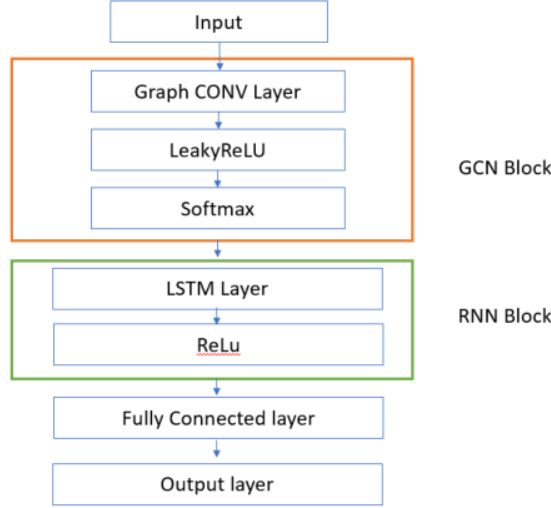 Input
Graph CONV Layer
LeakyReLU
GCN Block
Softmax
LSTM Layer
RNN Block
ReLu
Fully Connected layer
Output layer